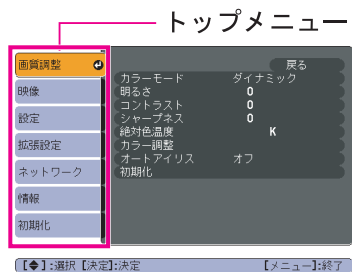 トップメニュー
画質調整
映像
設定
拡張設定
ネットワーク
情報
初期化
戻る
カラーモード ダイナミック
明るさ 0
コントラスト 0
シャープネス 0
絶対色温度 K
カラー調整
オートアイリス オフ
初期化
【◆】:選択【決定】:決定 【メニュー】:終了